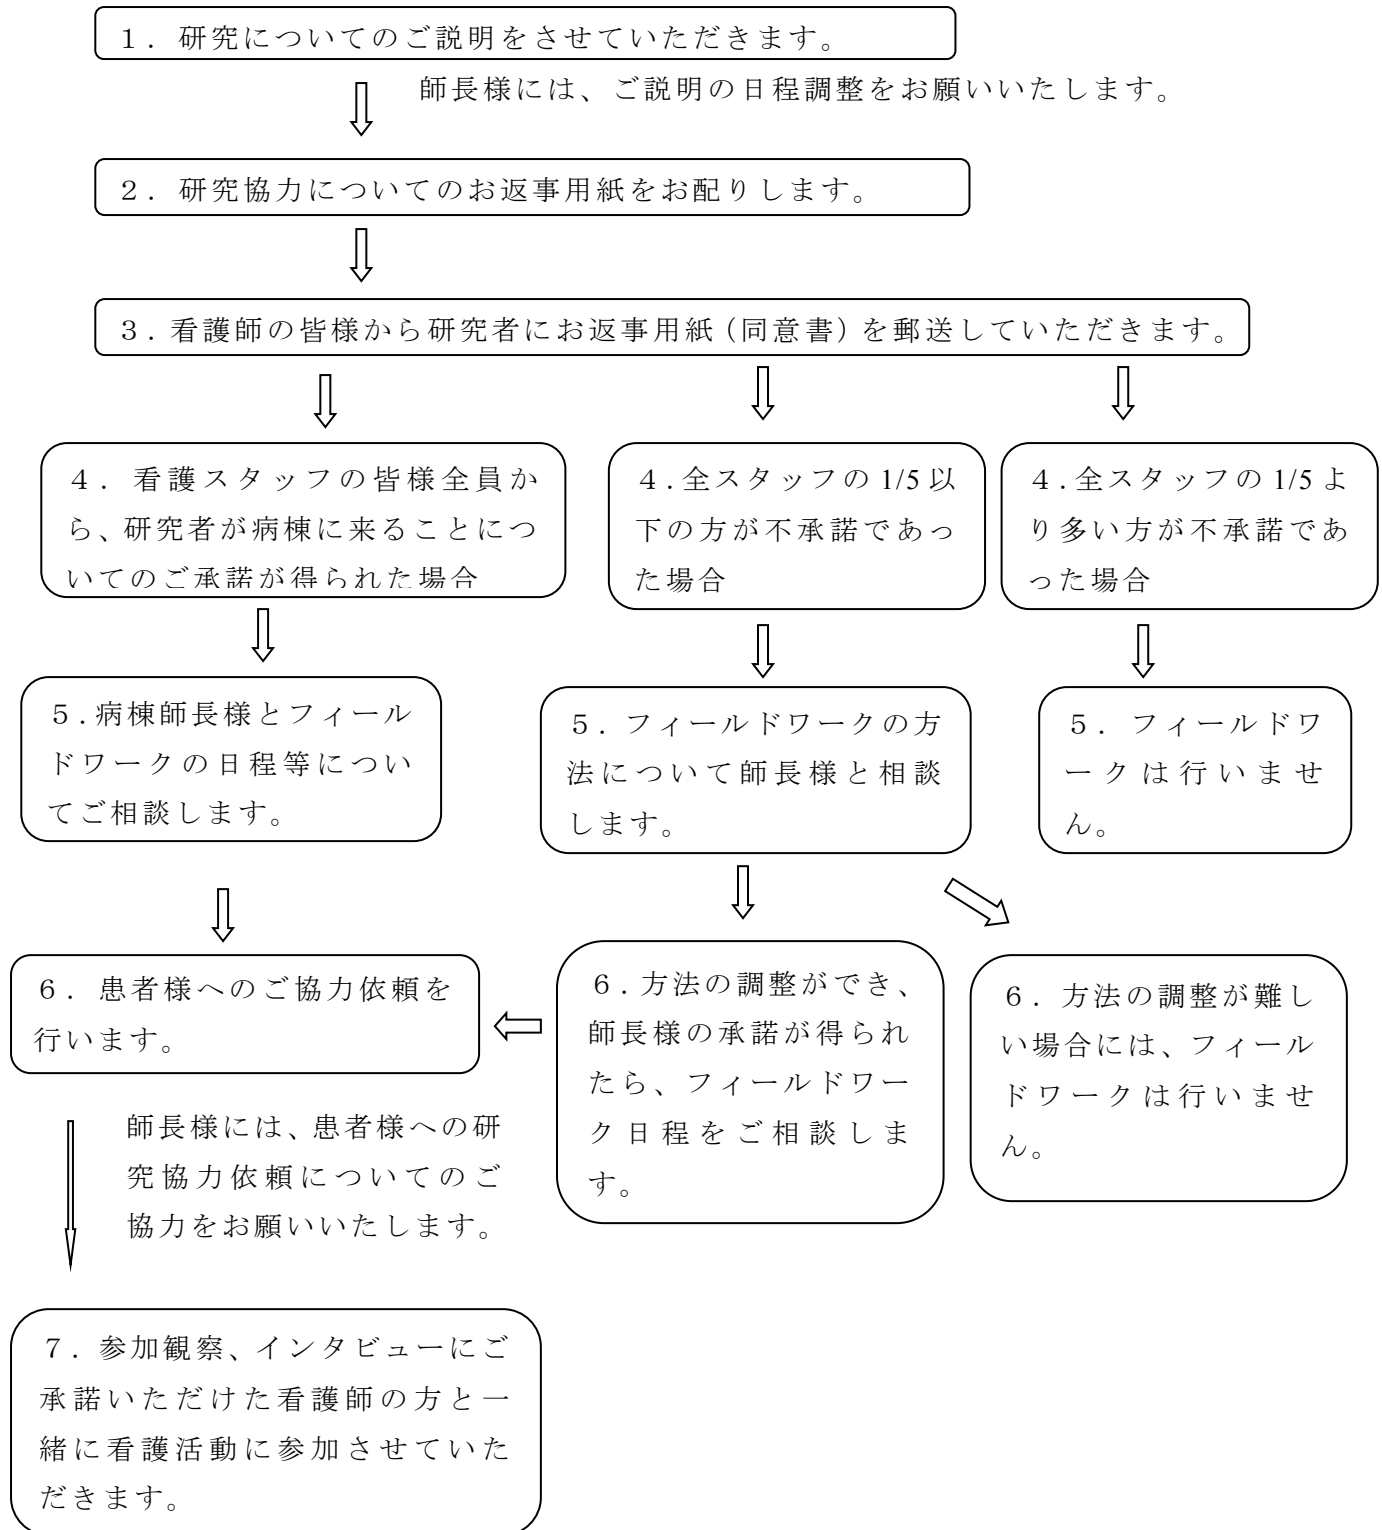 １．研究についてのご説明をさせていただきます。
師長様には、ご説明の日程調整をお願いいたします。
２．研究協力についてのお返事用紙をお配りします。
３．看護師の皆様から研究者にお返事用紙（同意書）を郵送していただきます。
４．看護スタッフの皆様全員か
ら、研究者が病棟に来ることにつ
いてのご承諾が得られた場合
４．全スタッフの 1/5 以
下の方が不承諾であっ
た場合
４．全スタッフの 1/5 よ
り多い方が不承諾であ
った場合
５．病棟師長様とフィール
ドワークの日程等につい
てご相談します。
５．フィールドワークの方
法について師長様と相談
します。
５．フィールドワ
ークは行いませ
ん。
６．患者様へのご協力依頼を
行います。
６．方法の調整ができ、
師長様の承諾が得られ
たら、フィールドワー
ク日程をご相談しま
す。
６．方法の調整が難し
い場合には、フィール
ドワークは行いませ
ん。
師長様には、患者様への研
究協力依頼についてのご
協力をお願いいたします。
７．参加観察、インタビューにご
承諾いただけた看護師の方と一
緒に看護活動に参加させていた
だきます。